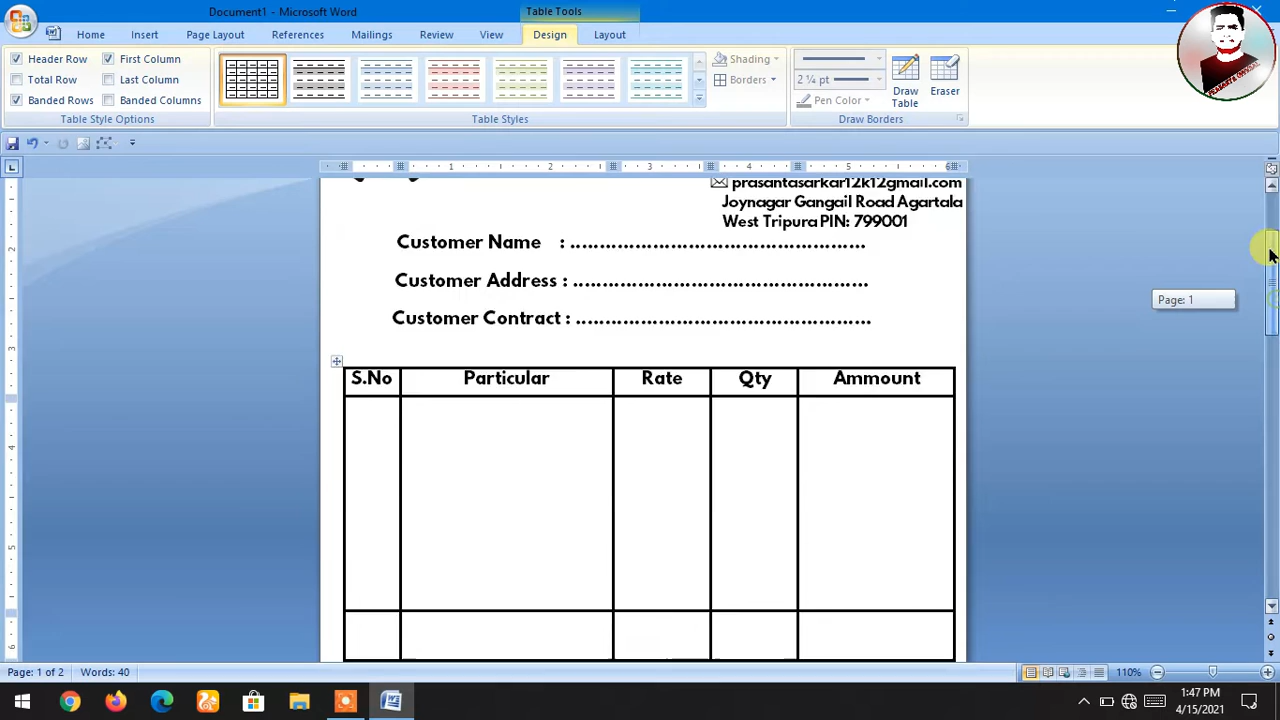 Document1 - Microsoft Word
Table Tools
Home
Insert
Page Layout
References
Mailings
Review
View
Design
Layout
Header Row
First Column
Total Row
Last Column
Banded Rows
Banded Columns
Table Style Options
Table Styles
Shading
Borders
2 ¼ pt
Pen Color
Draw Table
Eraser
Draw Borders
prasantasarkar12k12gmail.com
Joynagar Gangail Road Agartala
West Tripura PIN: 799001
Customer Name : ................................................
Customer Address : ................................................
Customer Contract : ................................................
Page: 1
S.No Particular Rate Qty Ammount
Page: 1 of 2
Words: 40
110%
1:47 PM
4/15/2021